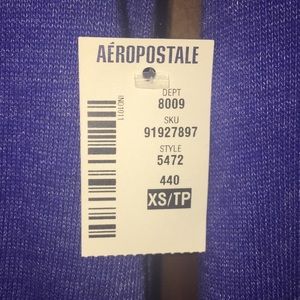 AÉROPOSTALE
DEPT
8009
SKU
91927897
STYLE
5472
440
XS/TP